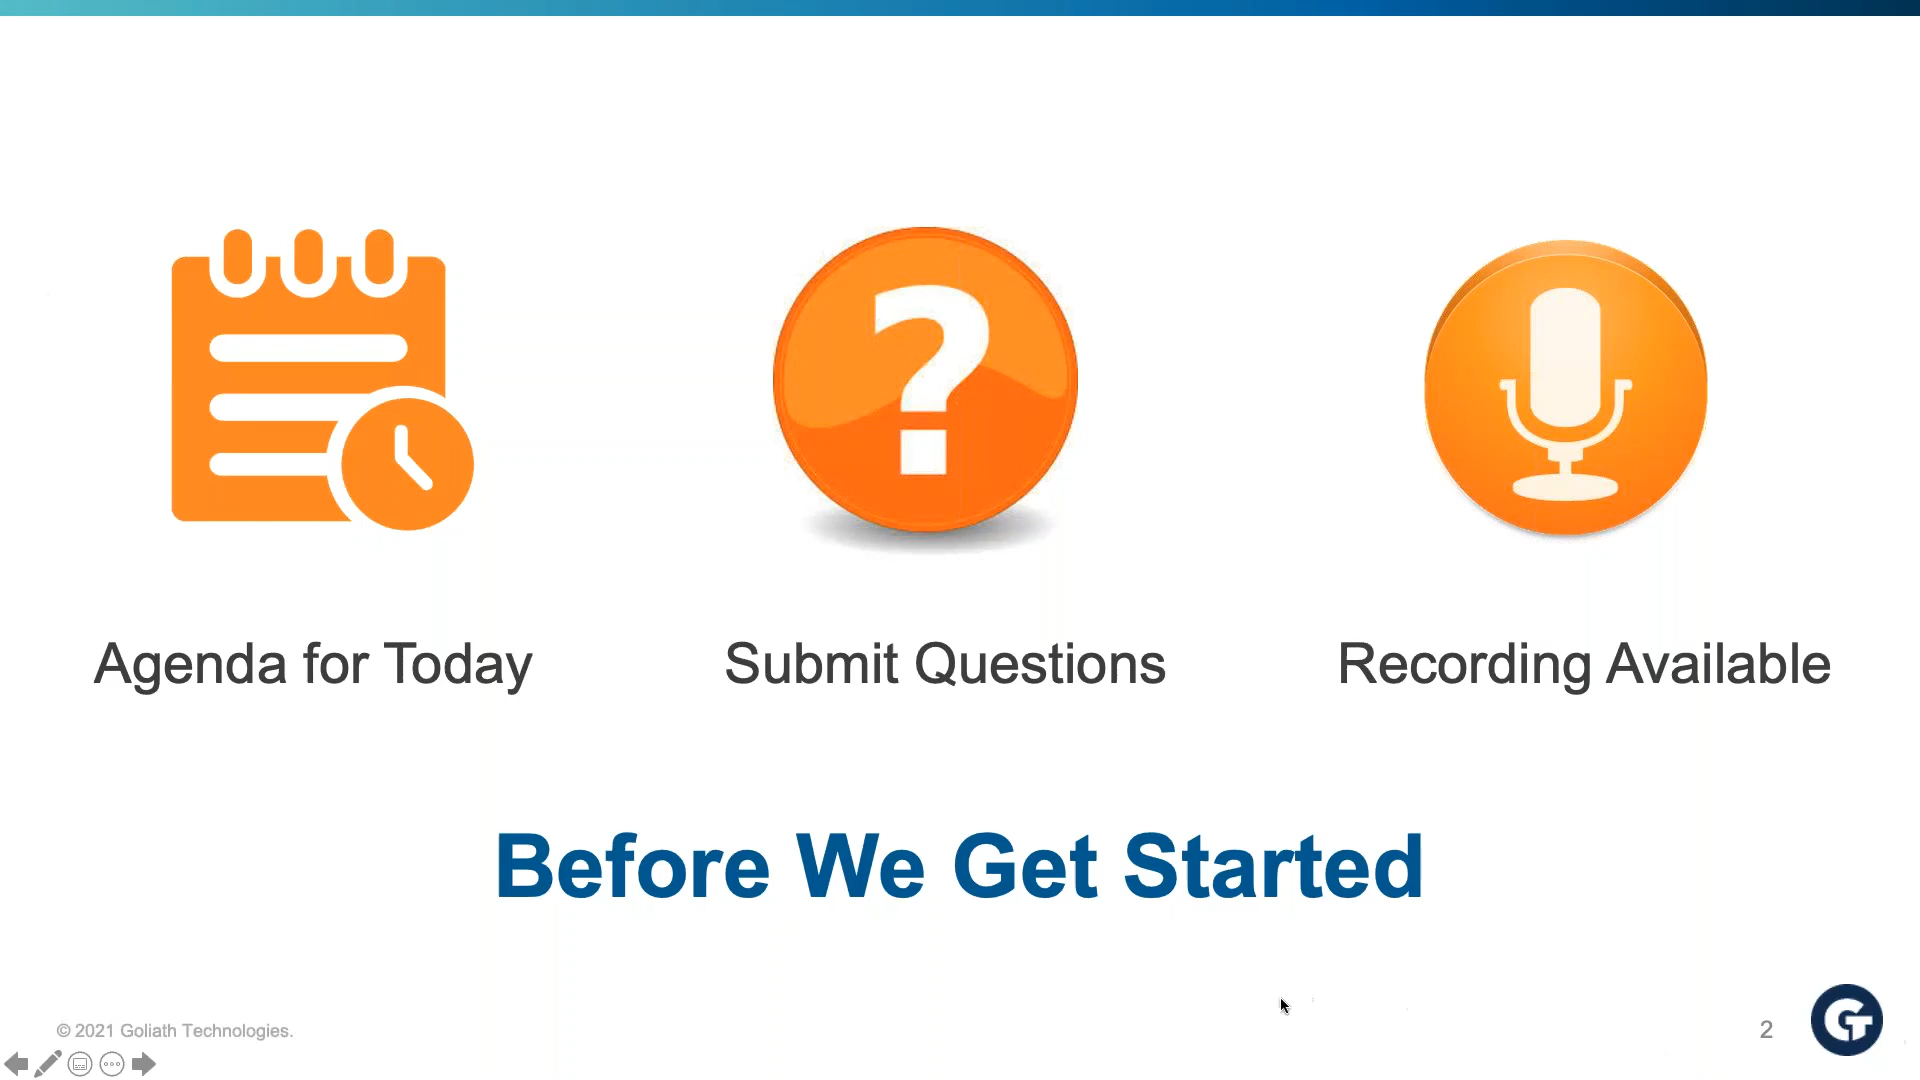 Agenda for Today
Submit Questions
Recording Available
Before We Get Started
© 2021 Goliath Technologies.
2